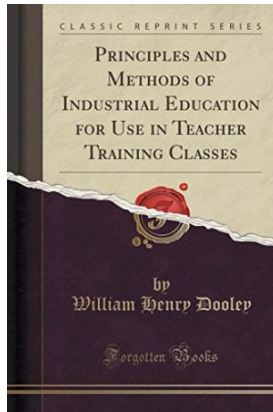 CLASSIC REPRINT SERIES
PRINCIPLES AND
METHODS OF
INDUSTRIAL EDUCATION
FOR USE IN TEACHER
TRAINING CLASSES
by
William Henry Dooley
Forgotten Books